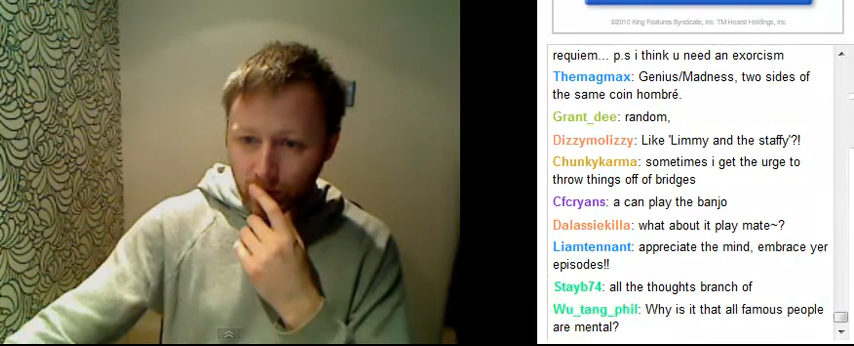 ©2010 King Features Syndicate, Inc TM Hearst Holdings, Inc
requiem... p.s i think u need an exorcism
Themagmax: Genius/Madness, two sides of
the same coin hombré.
Grant_dee: random,
Dizzymolizzy: Like 'Limmy and the staffy'?!
Chunkykarma: sometimes i get the urge to
throw things off of bridges
Cfcryans: a can play the banjo
Dalassiekilla: what about it play mate~?
Liamtennant: appreciate the mind, embrace yer
episodes!!
Stayb74: all the thoughts branch of
Wu_tang_phil: Why is it that all famous people
are mental?